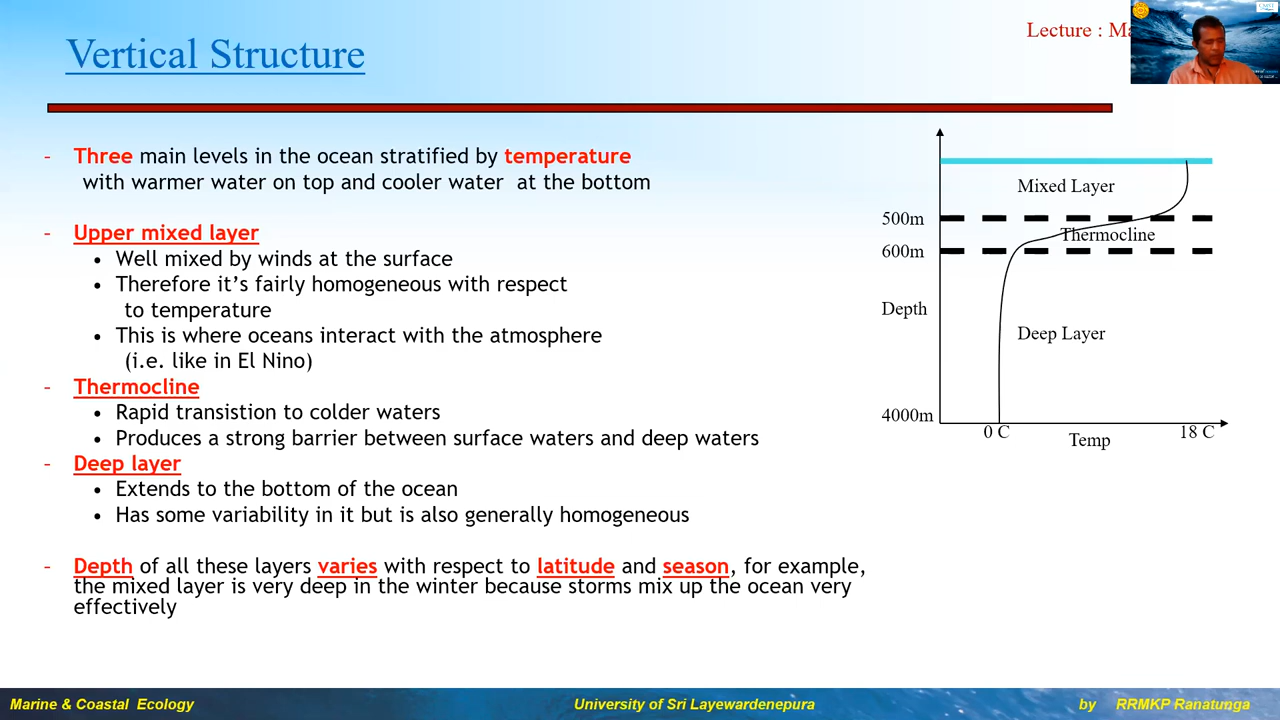 Vertical Structure
Lecture :
- Three main levels in the ocean stratified by temperature
with warmer water on top and cooler water at the bottom
- Upper mixed layer
• Well mixed by winds at the surface
• Therefore it’s fairly homogeneous with respect
to temperature
• This is where oceans interact with the atmosphere
(i.e. like in El Nino)
- Thermocline
• Rapid transistion to colder waters
• Produces a strong barrier between surface waters and deep waters
- Deep layer
• Extends to the bottom of the ocean
• Has some variability in it but is also generally homogeneous
- Depth of all these layers varies with respect to latitude and season, for example,
the mixed layer is very deep in the winter because storms mix up the ocean very
effectively
Mixed Layer
500m
Thermocline
600m
Depth
Deep Layer
4000m
0 C
18 C
Temp
Marine & Coastal Ecology
University of Sri Layewardenepura
by RRMKP Ranatunga